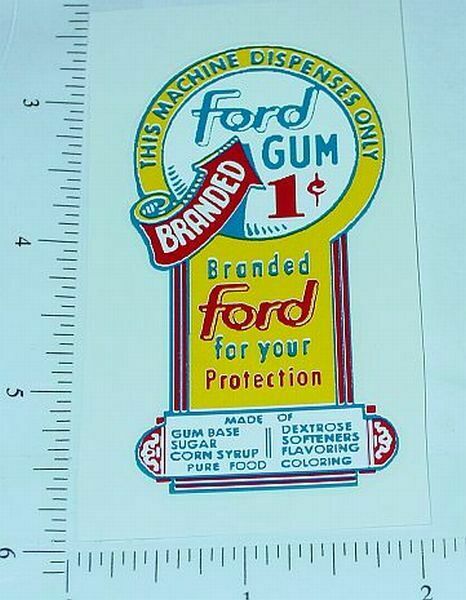 THIS MACHINE DISPENSES ONLY
Ford
GUM
BRANDED
1¢
Branded
Ford
for your
Protection
MADE OF
GUM BASE
SUGAR
CORN SYRUP
DEXTROSE
SOFTENERS
FLAVORING
PURE FOOD COLORING
3
4
5
6
1
2